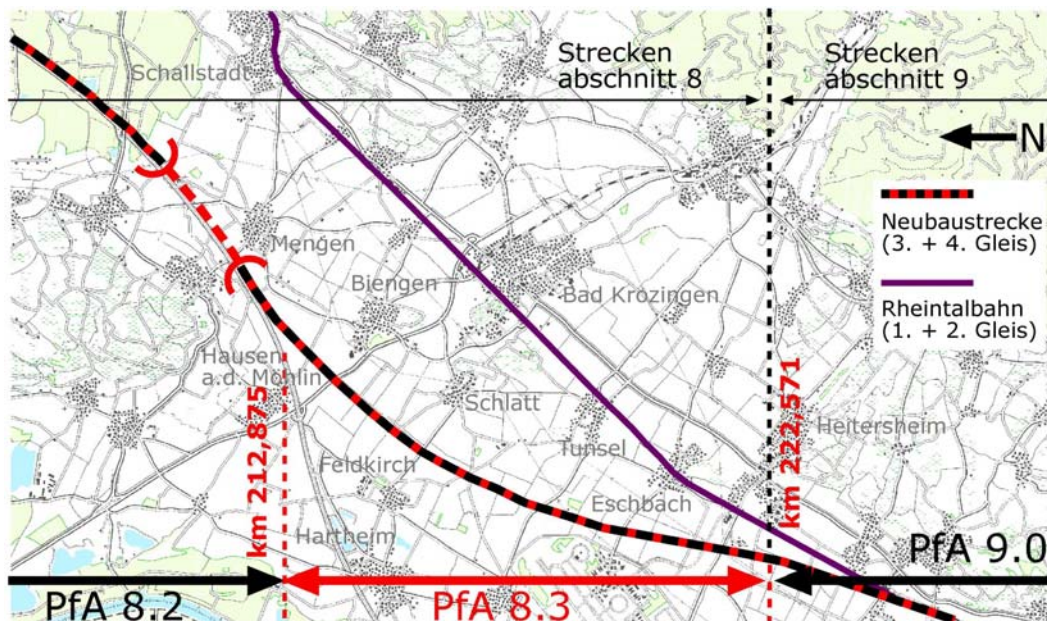 Schallstadt
Strecken
abschnitt 8
Strecken
abschnitt 9
N
Neubaustrecke
(3. + 4. Gleis)
Rheintalbahn
(1. + 2. Gleis)
Mengen
Biengen
Bad Krozingen
Hausen
a.d. Möhlin
Schlatt
Tunsel
Heitersheim
Feldkirch
Eschbach
Hartheim
km 212,875
km 222,571
PfA 8.2
PfA 8.3
PfA 9.0